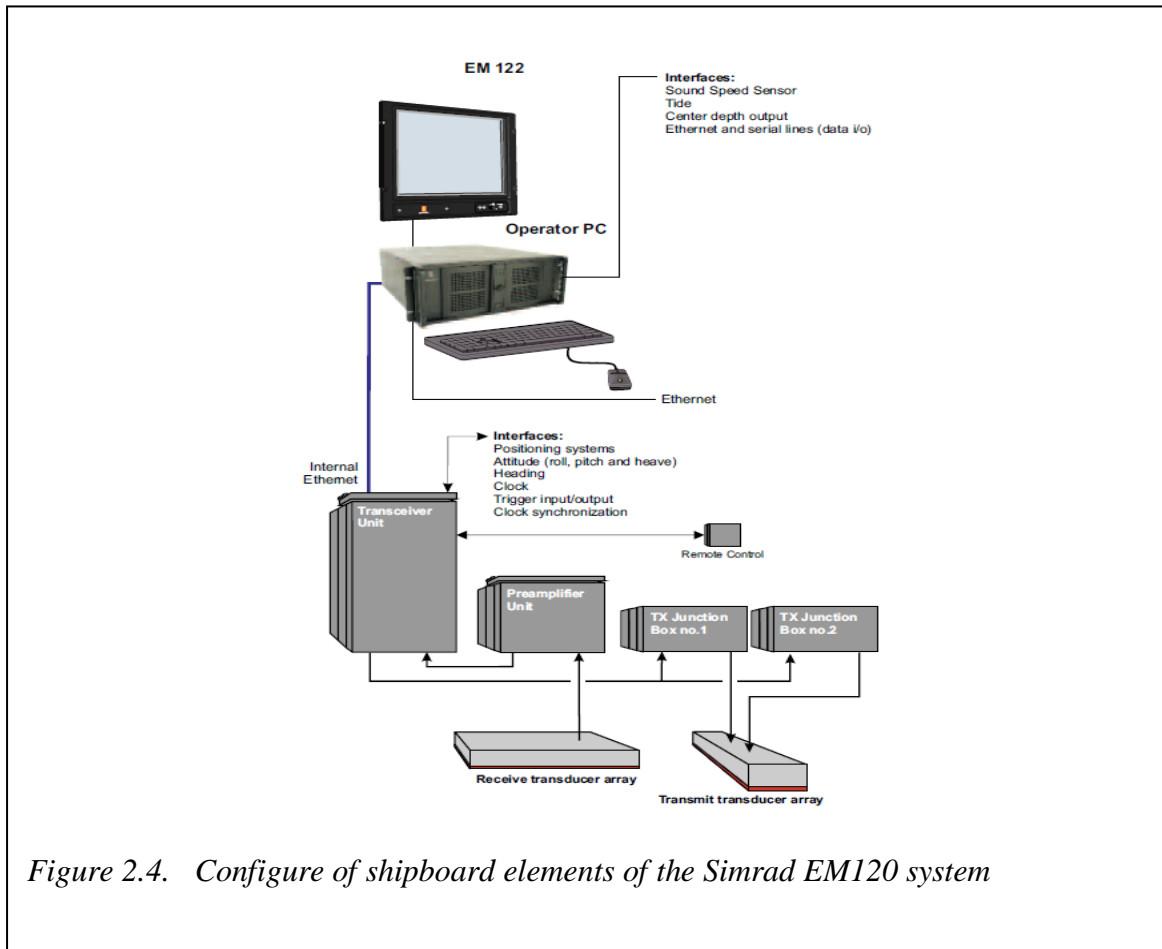 EM 122
Interfaces:
Sound Speed Sensor
Tide
Center depth output
Ethernet and serial lines (data i/o)
Operator PC
Ethernet
Interfaces:
Positioning systems
Attitude (roll, pitch and heave)
Heading
Clock
Trigger input/output
Clock synchronization
Internal
Ethernet
Transceiver
Unit
Remote Control
Preamplifier
Unit
TX Junction
Box no.1
TX Junction
Box no.2
Receive transducer array
Transmit transducer array
Figure 2.4. Configure of shipboard elements of the Simrad EM120 system